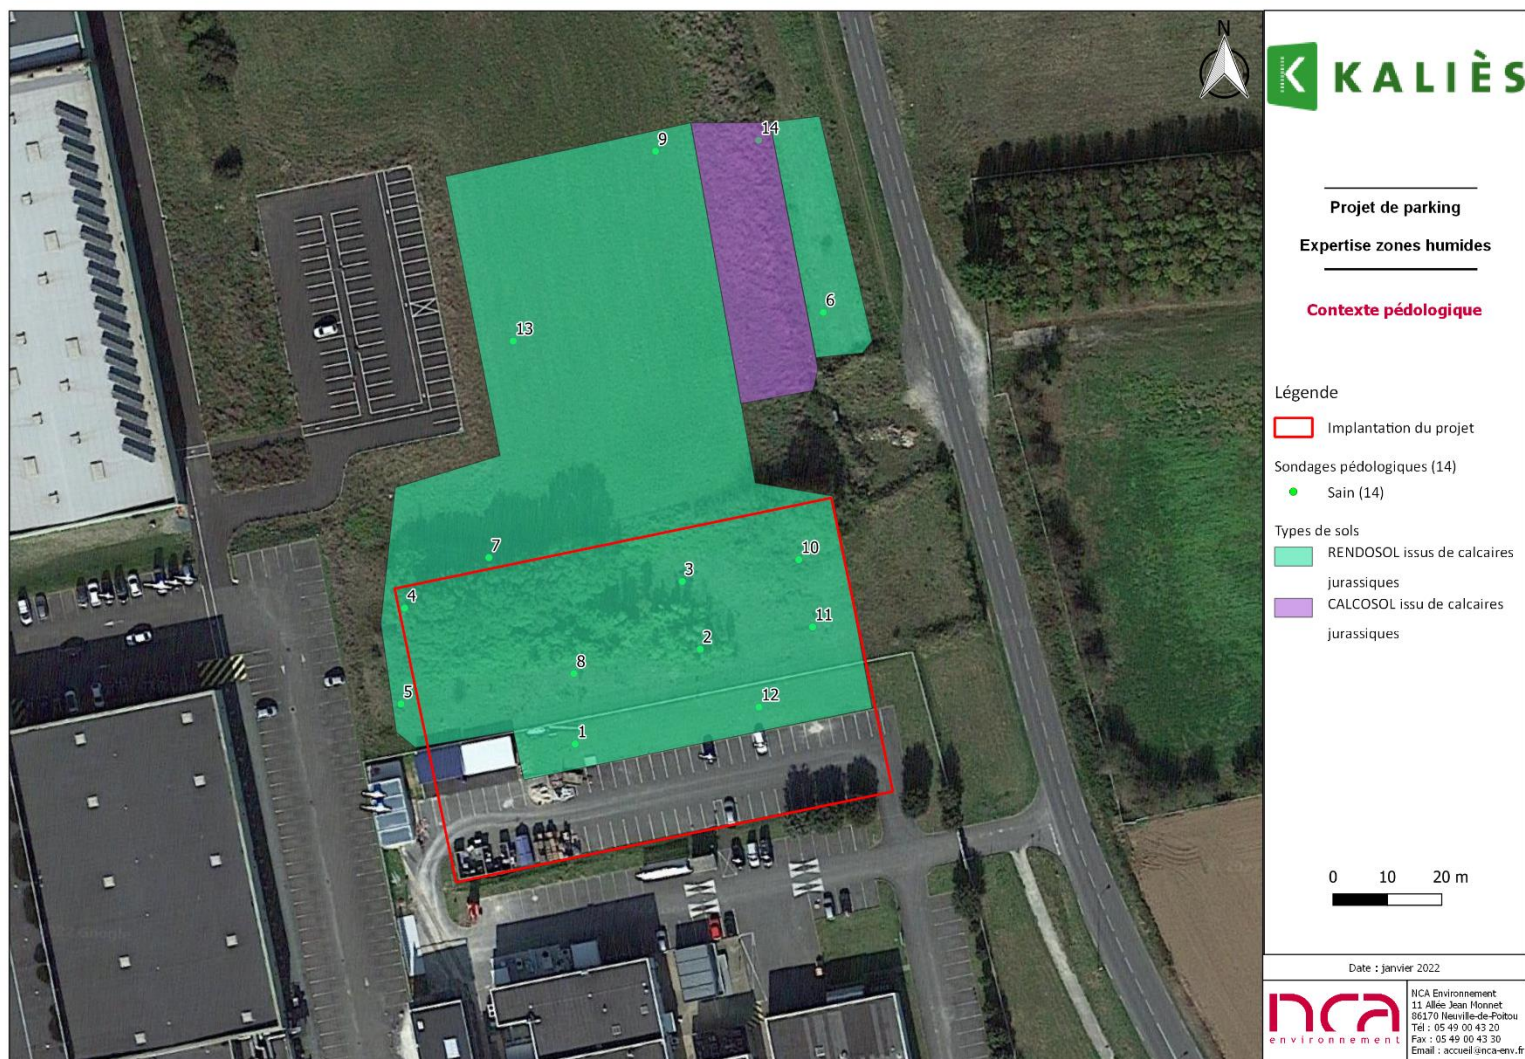 N
KALIÈS
Projet de parking
Expertise zones humides
Contexte pédologique
Légende
Implantation du projet
Sondages pédologiques (14)
Sain (14)
Types de sols
RENDOSOL issus de calcaires
jurassiques
CALCOSOL issu de calcaires
jurassiques
0 10 20 m
Date : janvier 2022
nca
environnement
NCA Environnement
11 Allée Jean Monnet
86170 Neuville-de-Poitou
Tél : 05 49 00 43 20
Fax : 05 49 00 43 30
Email : accueil@nca-env.fr
14
9
6
13
7
10
3
4
11
2
8
5
12
1
Google